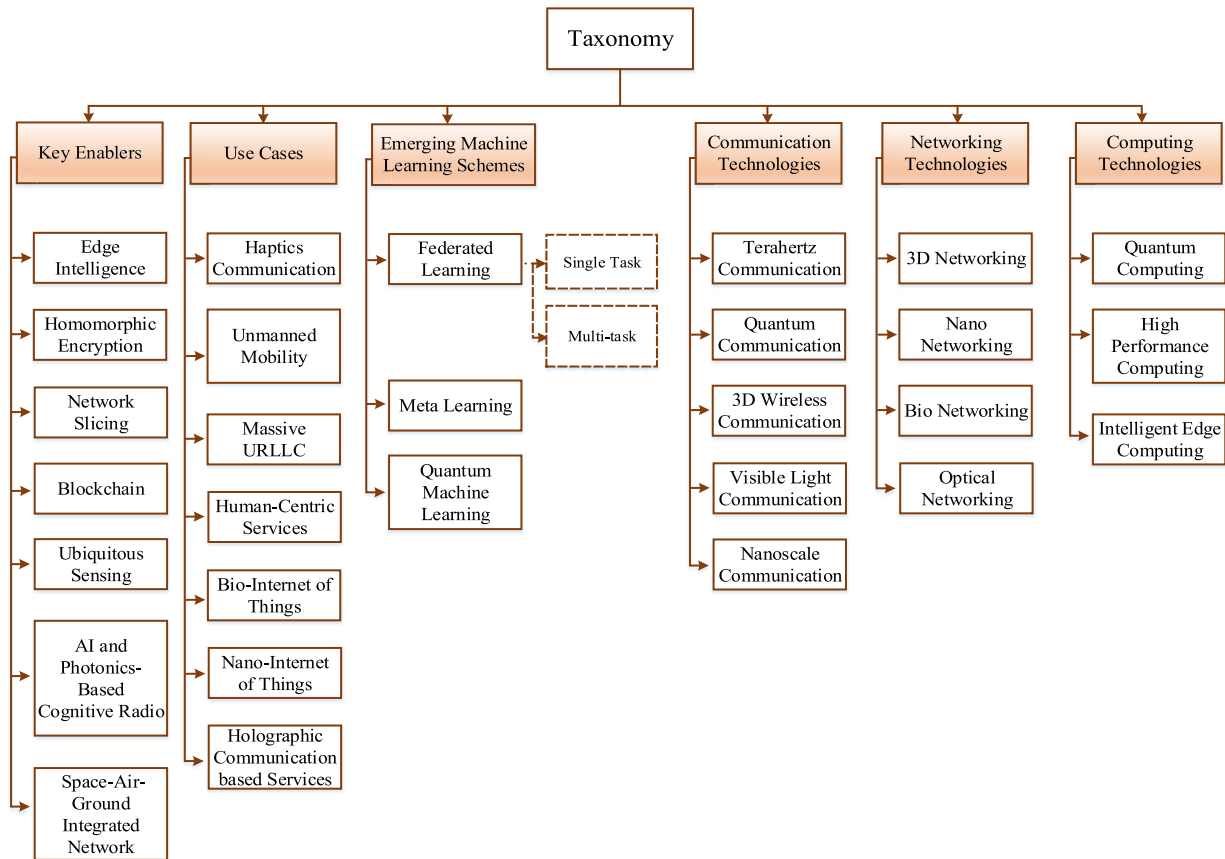 Taxonomy
Key Enablers
Use Cases
Emerging Machine
Learning Schemes
Communication
Technologies
Networking
Technologies
Computing
Technologies
Edge
Intelligence
Homomorphic
Encryption
Network
Slicing
Blockchain
Ubiquitous
Sensing
AI and
Photonics-
Based
Cognitive Radio
Space-Air-
Ground
Integrated
Network
Haptics
Communication
Unmanned
Mobility
Massive
URLLC
Human-Centric
Services
Bio-Internet of
Things
Nano-Internet
of Things
Holographic
Communication
based Services
Federated
Learning
Single Task
Multi-task
Meta Learning
Quantum
Machine
Learning
Terahertz
Communication
Quantum
Communication
3D Wireless
Communication
Visible Light
Communication
Nanoscale
Communication
3D Networking
Nano
Networking
Bio Networking
Optical
Networking
Quantum
Computing
High
Performance
Computing
Intelligent Edge
Computing